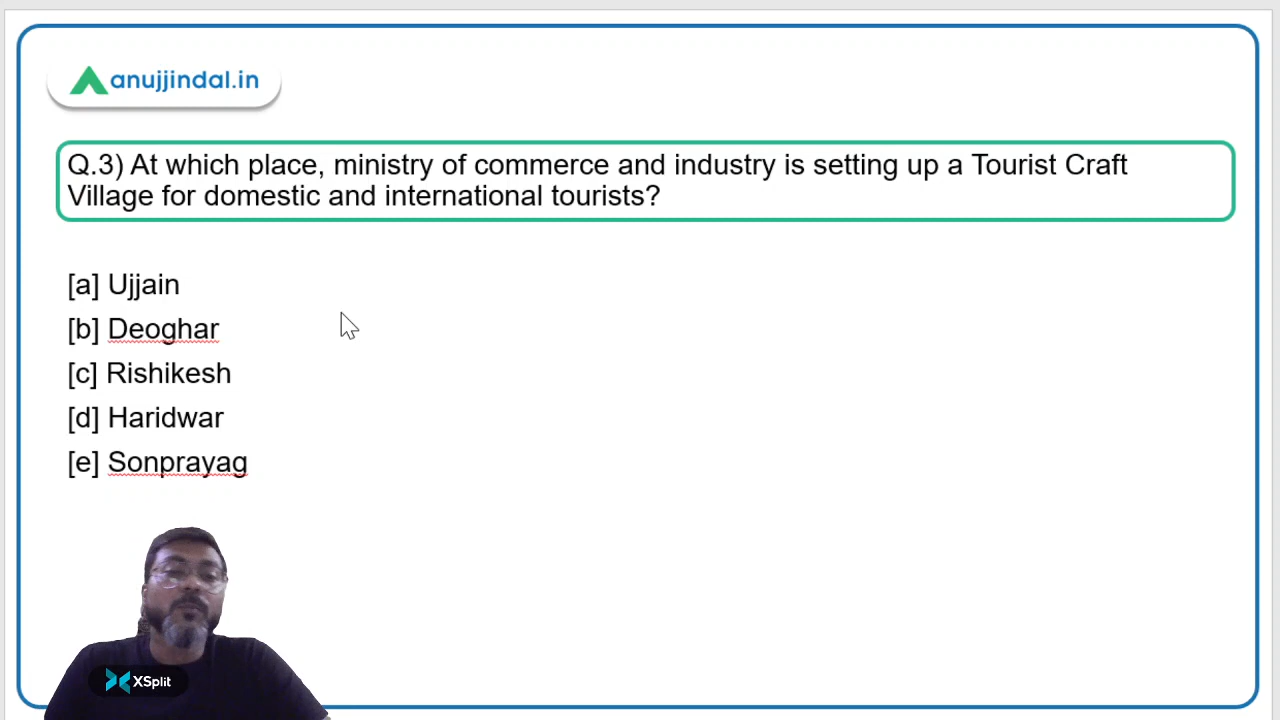 anujjindal.in
Q.3) At which place, ministry of commerce and industry is setting up a Tourist Craft
Village for domestic and international tourists?
[a] Ujjain
[b] Deoghar
[c] Rishikesh
[d] Haridwar
[e] Sonprayag
XSplit